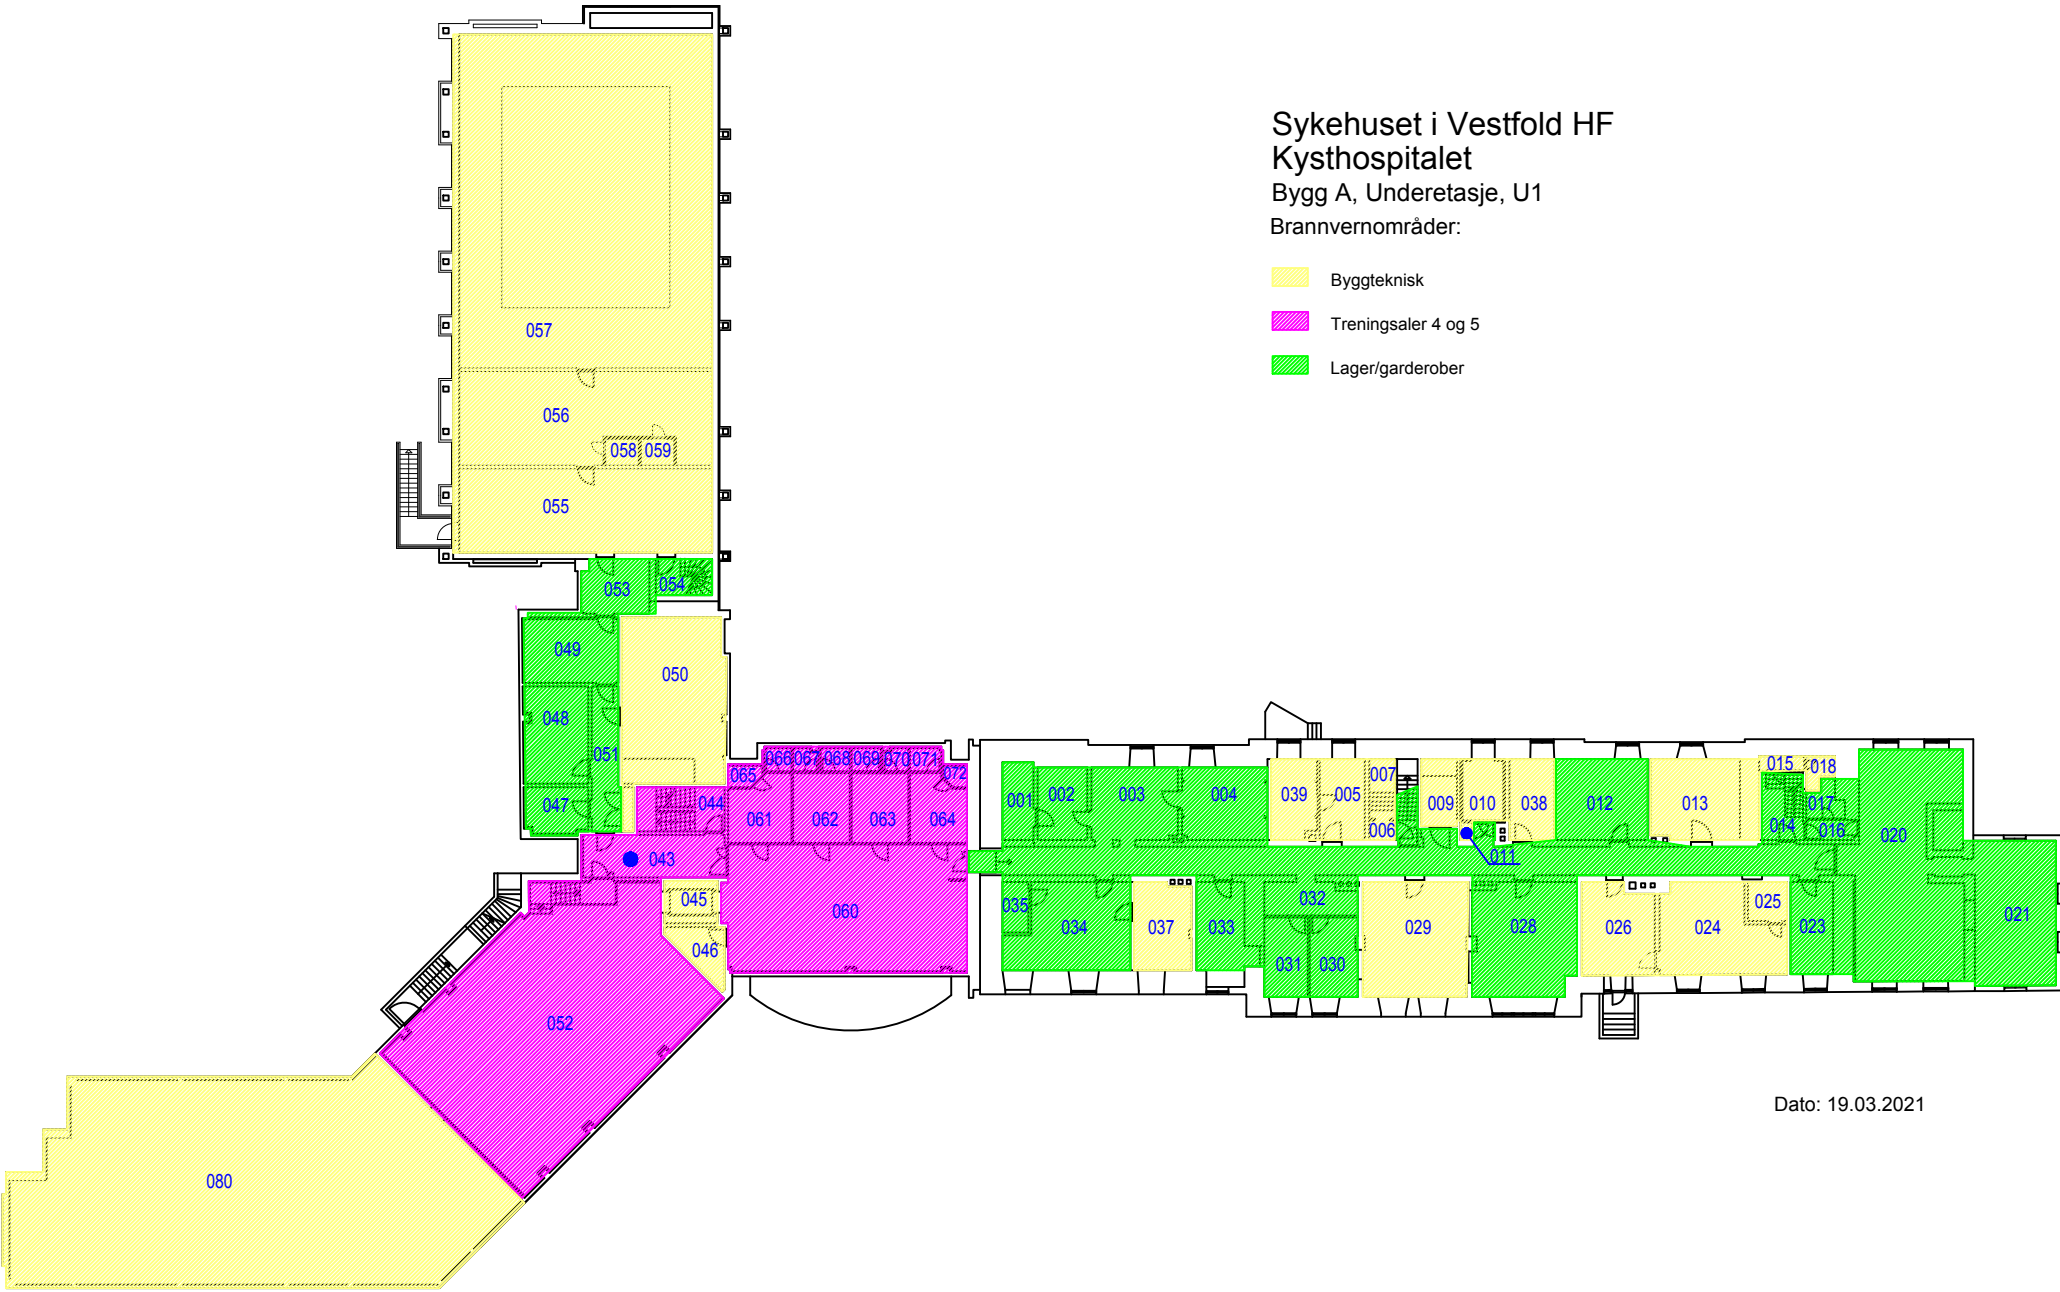 Sykehuset i Vestfold HF
Kysthospitalet
Bygg A, Underetasje, U1
Brannvernområder:
Byggteknisk
Treningsaler 4 og 5
Lager/garderober
057
056
058 059
055
053 054
049
050
048
051
047
044
043
045
046
052
080
065 066 067 068 069 070 071 072
061 062 063 064
060
001 002 003 004
039 005 007
006
009 010 038
011
012 013
015 018
014 017
016
020
021
035 034 037 033
032
031 030
029 028
026 024 025
023
Dato: 19.03.2021